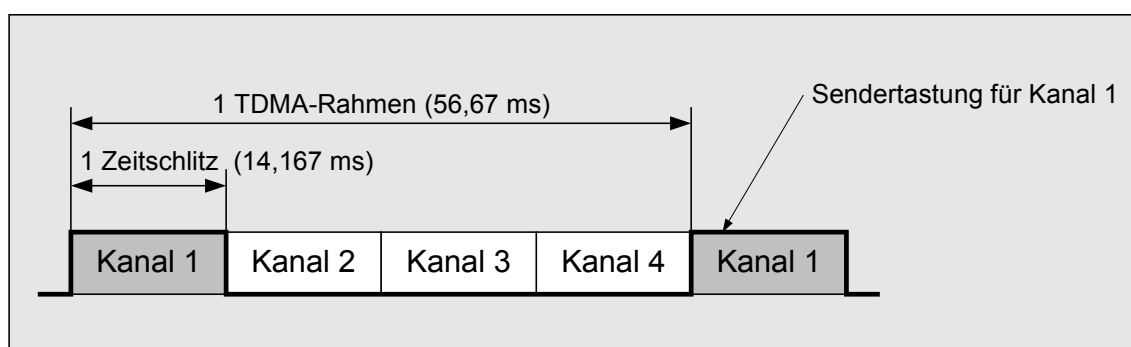 1 TDMA-Rahmen (56,67 ms)
Sendertastung für Kanal 1
1 Zeitschlitz (14,167 ms)
Kanal 1
Kanal 2
Kanal 3
Kanal 4
Kanal 1